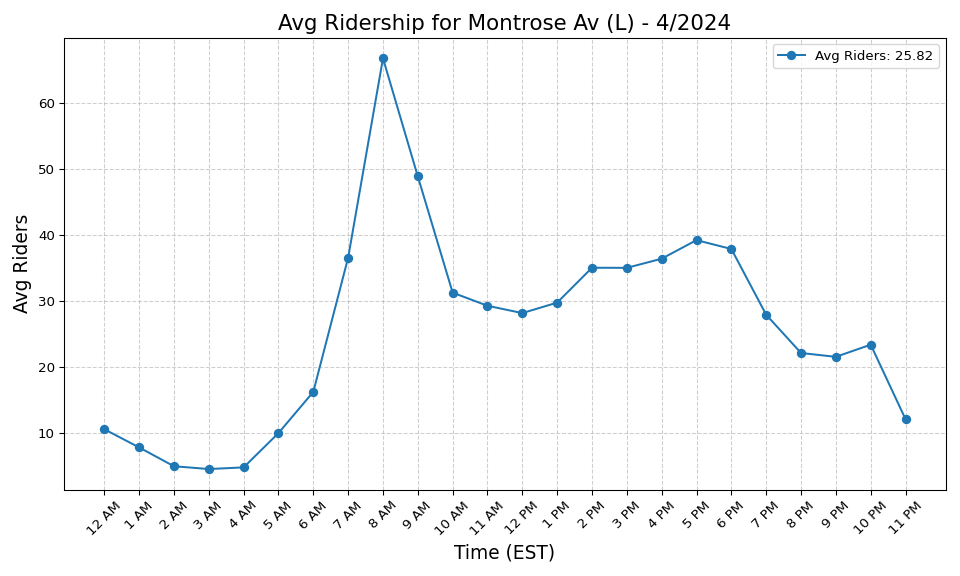 Avg Ridership for Montrose Av (L) - 4/2024
Avg Riders: 25.82
Avg Riders
60
50
40
30
20
10
12 AM
1 AM
2 AM
3 AM
4 AM
5 AM
6 AM
7 AM
8 AM
9 AM
10 AM
11 AM
12 PM
1 PM
2 PM
3 PM
4 PM
5 PM
6 PM
7 PM
8 PM
9 PM
10 PM
11 PM
Time (EST)